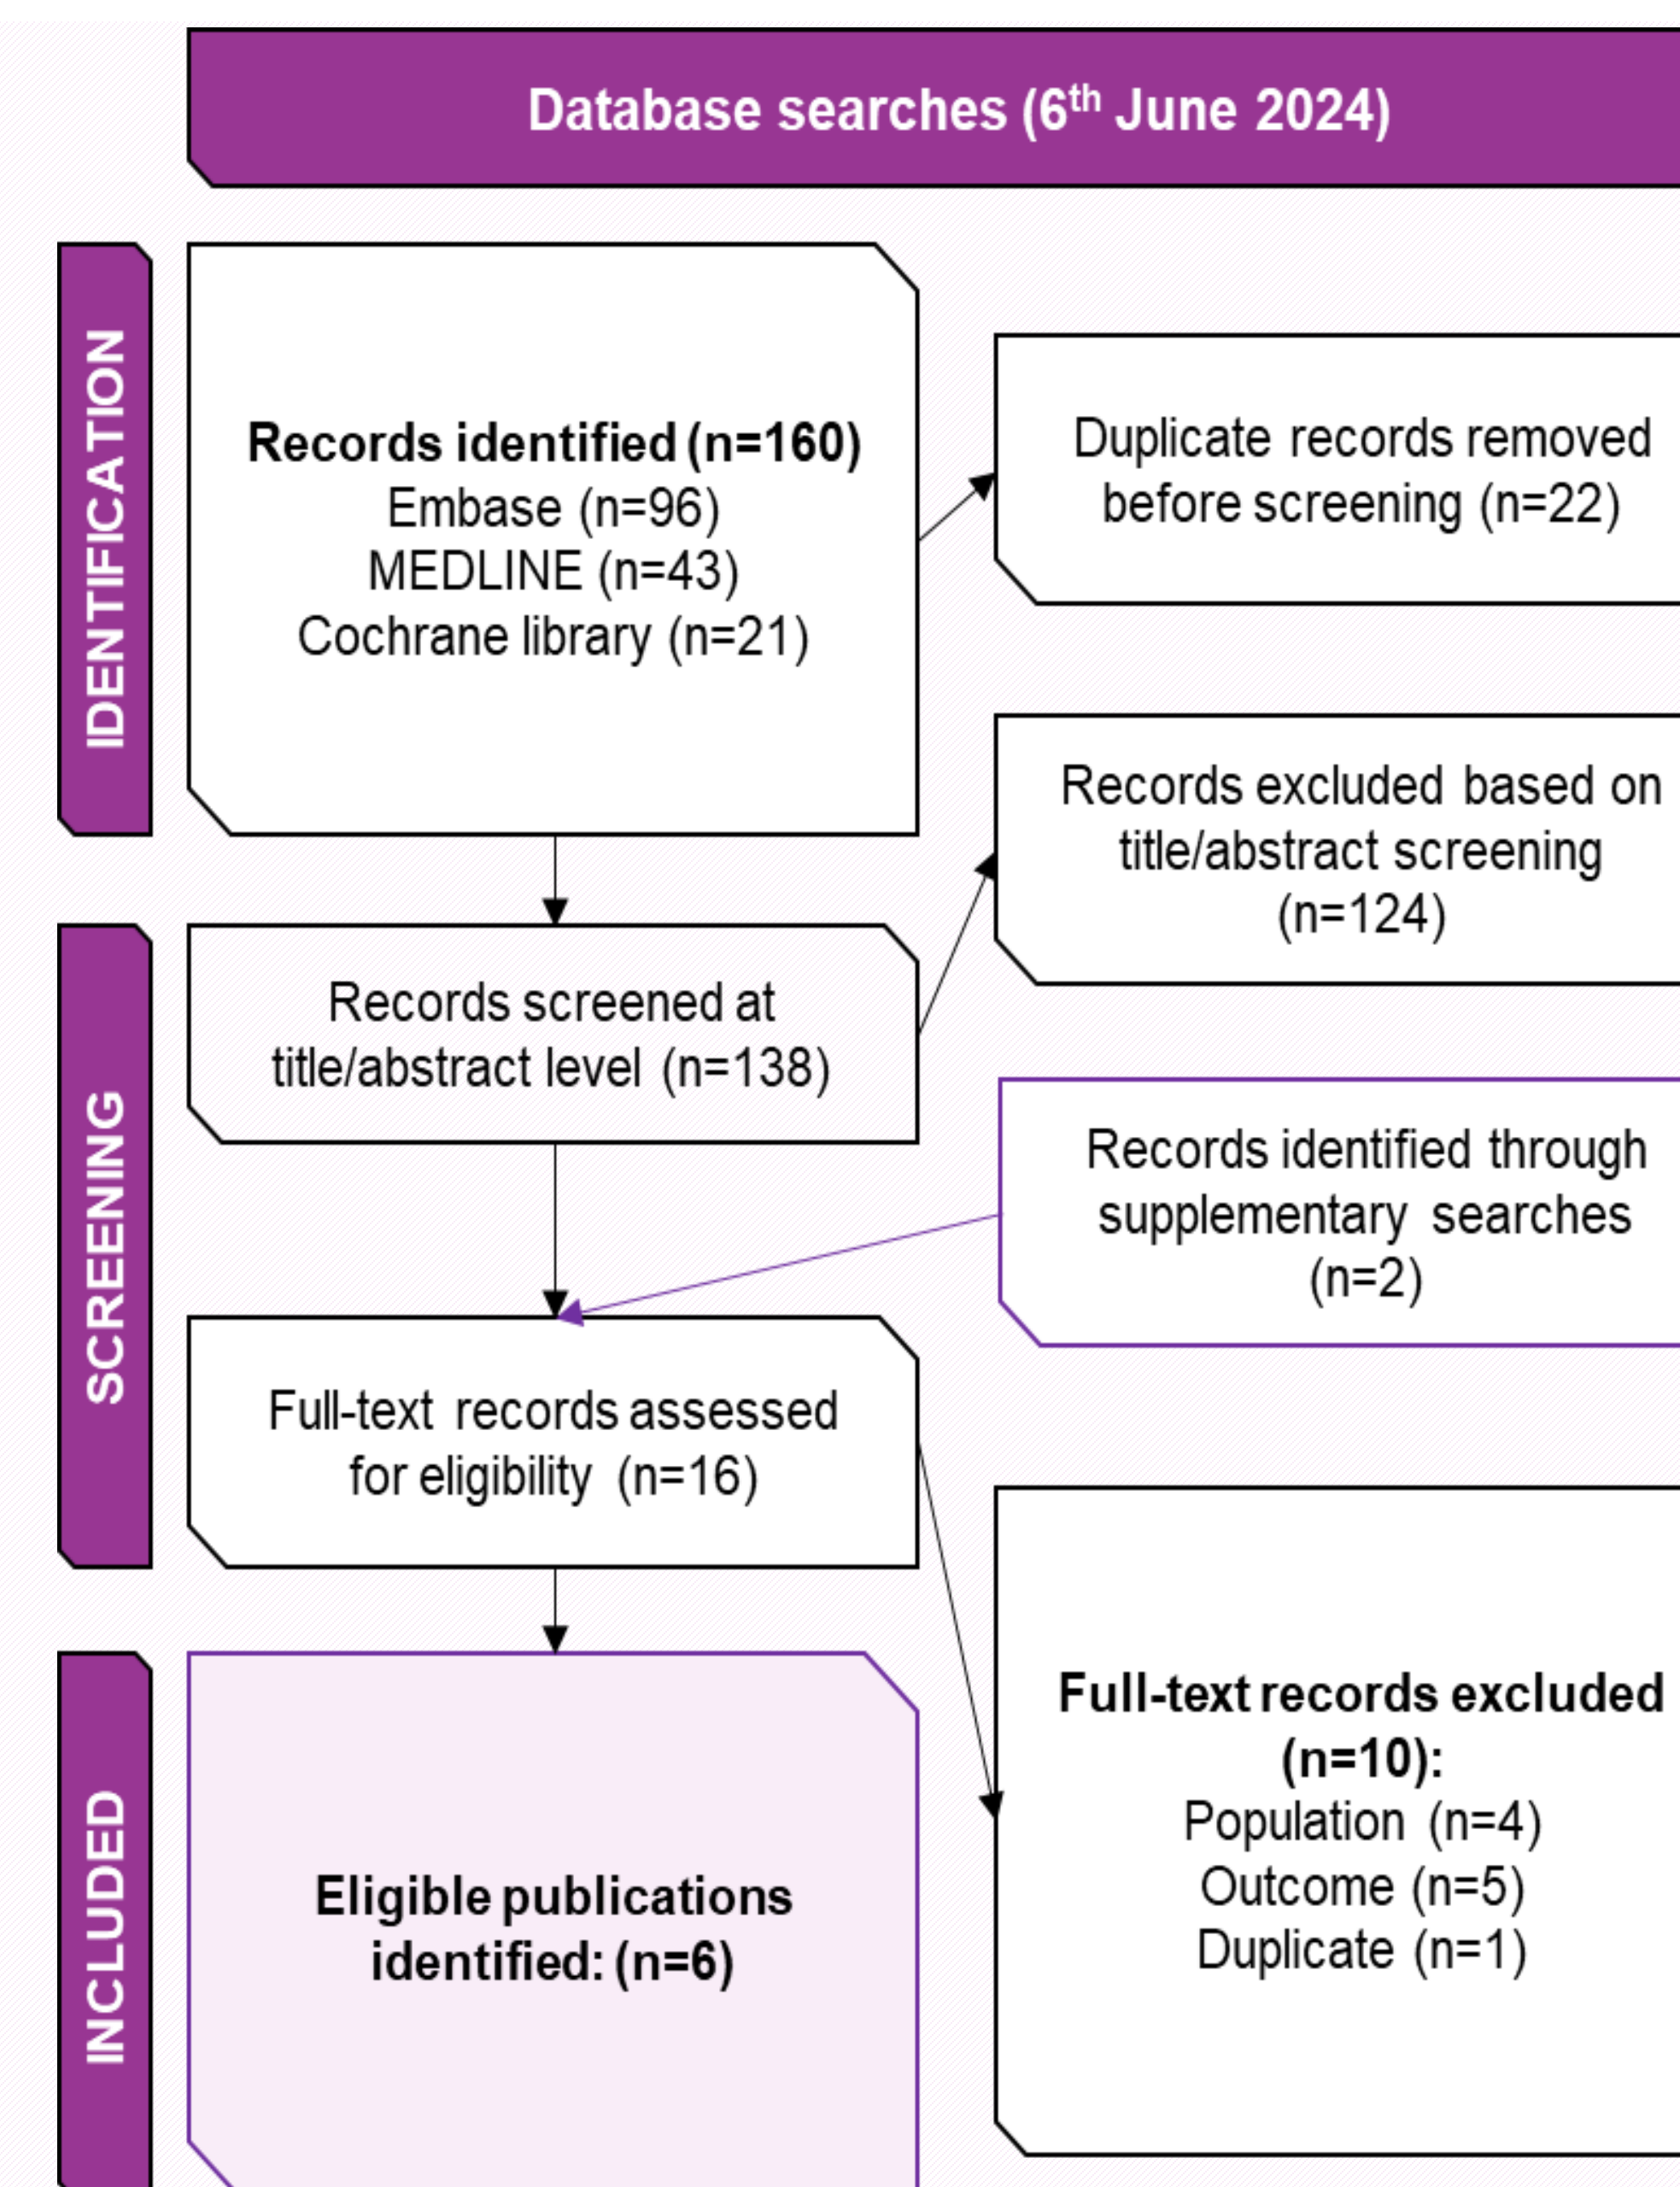 Database searches (6th June 2024)
IDENTIFICATION
Records identified (n=160)
Embase (n=96)
MEDLINE (n=43)
Cochrane library (n=21)
Duplicate records removed
before screening (n=22)
Records excluded based on
title/abstract screening
(n=124)
SCREENING
Records screened at
title/abstract level (n=138)
Records identified through
supplementary searches
(n=2)
Full-text records assessed
for eligibility (n=16)
Full-text records excluded
(n=10):
Population (n=4)
Outcome (n=5)
Duplicate (n=1)
INCLUDED
Eligible publications
identified: (n=6)